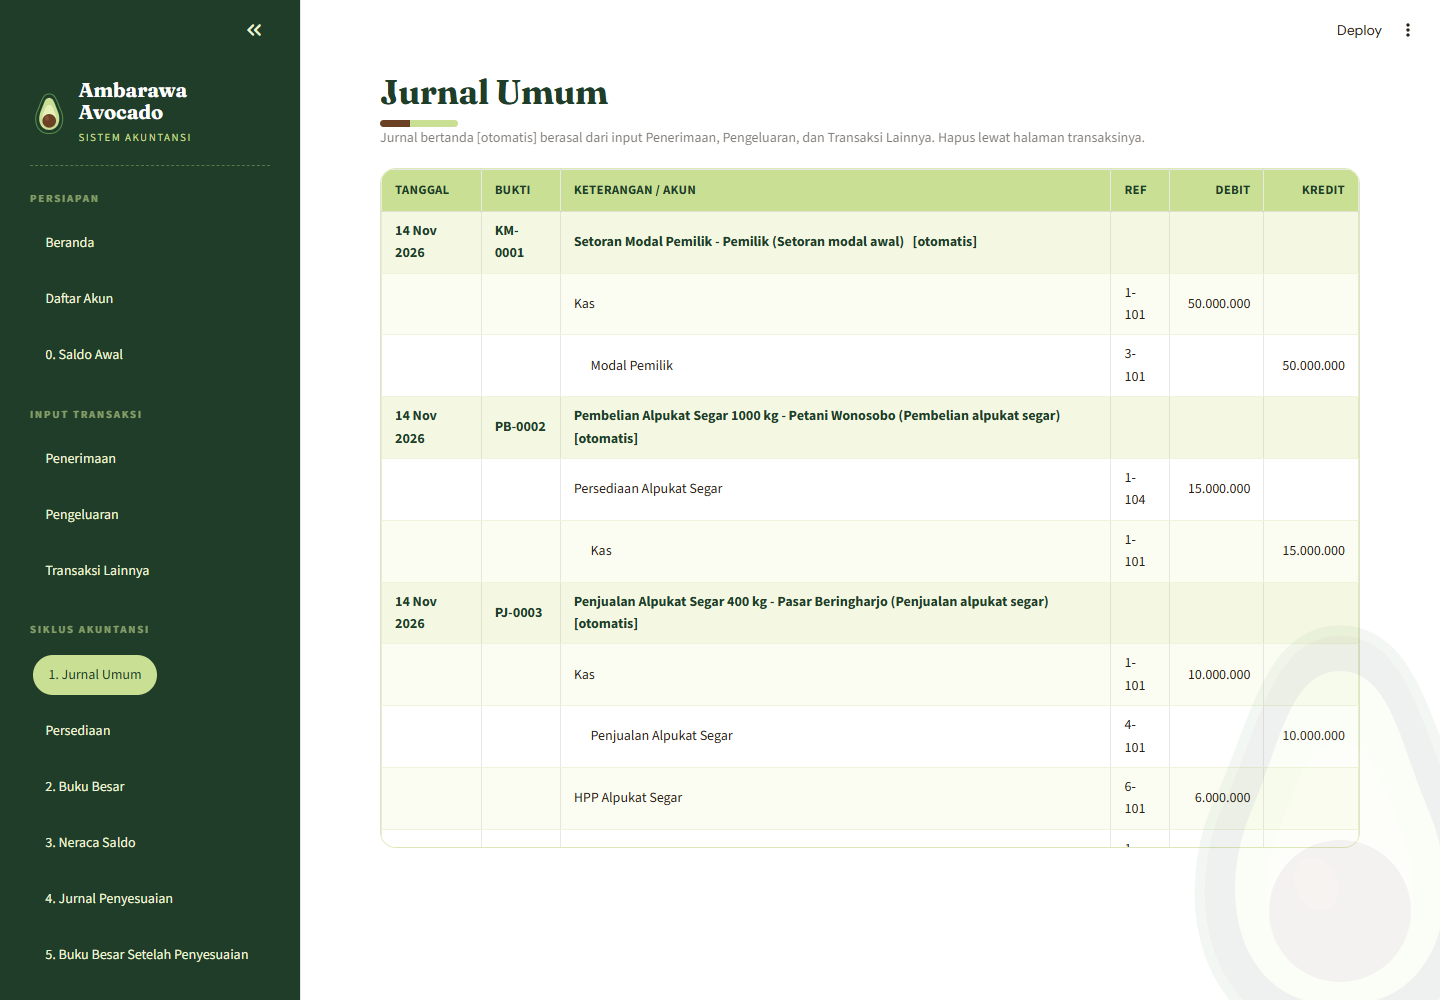 Deploy
Ambarawa
Avocado
SISTEM AKUNTANSI
PERSIAPAN
Beranda
Daftar Akun
0. Saldo Awal
INPUT TRANSAKSI
Penerimaan
Pengeluaran
Transaksi Lainnya
SIKLUS AKUNTANSI
1. Jurnal Umum
Persediaan
2. Buku Besar
3. Neraca Saldo
4. Jurnal Penyesuaian
5. Buku Besar Setelah Penyesuaian
Jurnal Umum
Jurnal bertanda [otomatis] berasal dari input Penerimaan, Pengeluaran, dan Transaksi Lainnya. Hapus lewat halaman transaksinya.
TANGGAL BUKTI KETERANGAN / AKUN REF DEBIT KREDIT
14 Nov
2026
KM-
0001
Setoran Modal Pemilik - Pemilik (Setoran modal awal) [otomatis]
Kas
1-
101
50.000.000
Modal Pemilik
3-
101
50.000.000
14 Nov
2026
PB-0002
Pembelian Alpukat Segar 1000 kg - Petani Wonosobo (Pembelian alpukat segar)
[otomatis]
Persediaan Alpukat Segar
1-
104
15.000.000
Kas
1-
101
15.000.000
14 Nov
2026
PJ-0003
Penjualan Alpukat Segar 400 kg - Pasar Beringharjo (Penjualan alpukat segar)
[otomatis]
Kas
1-
101
10.000.000
Penjualan Alpukat Segar
4-
101
10.000.000
HPP Alpukat Segar
6-
101
6.000.000